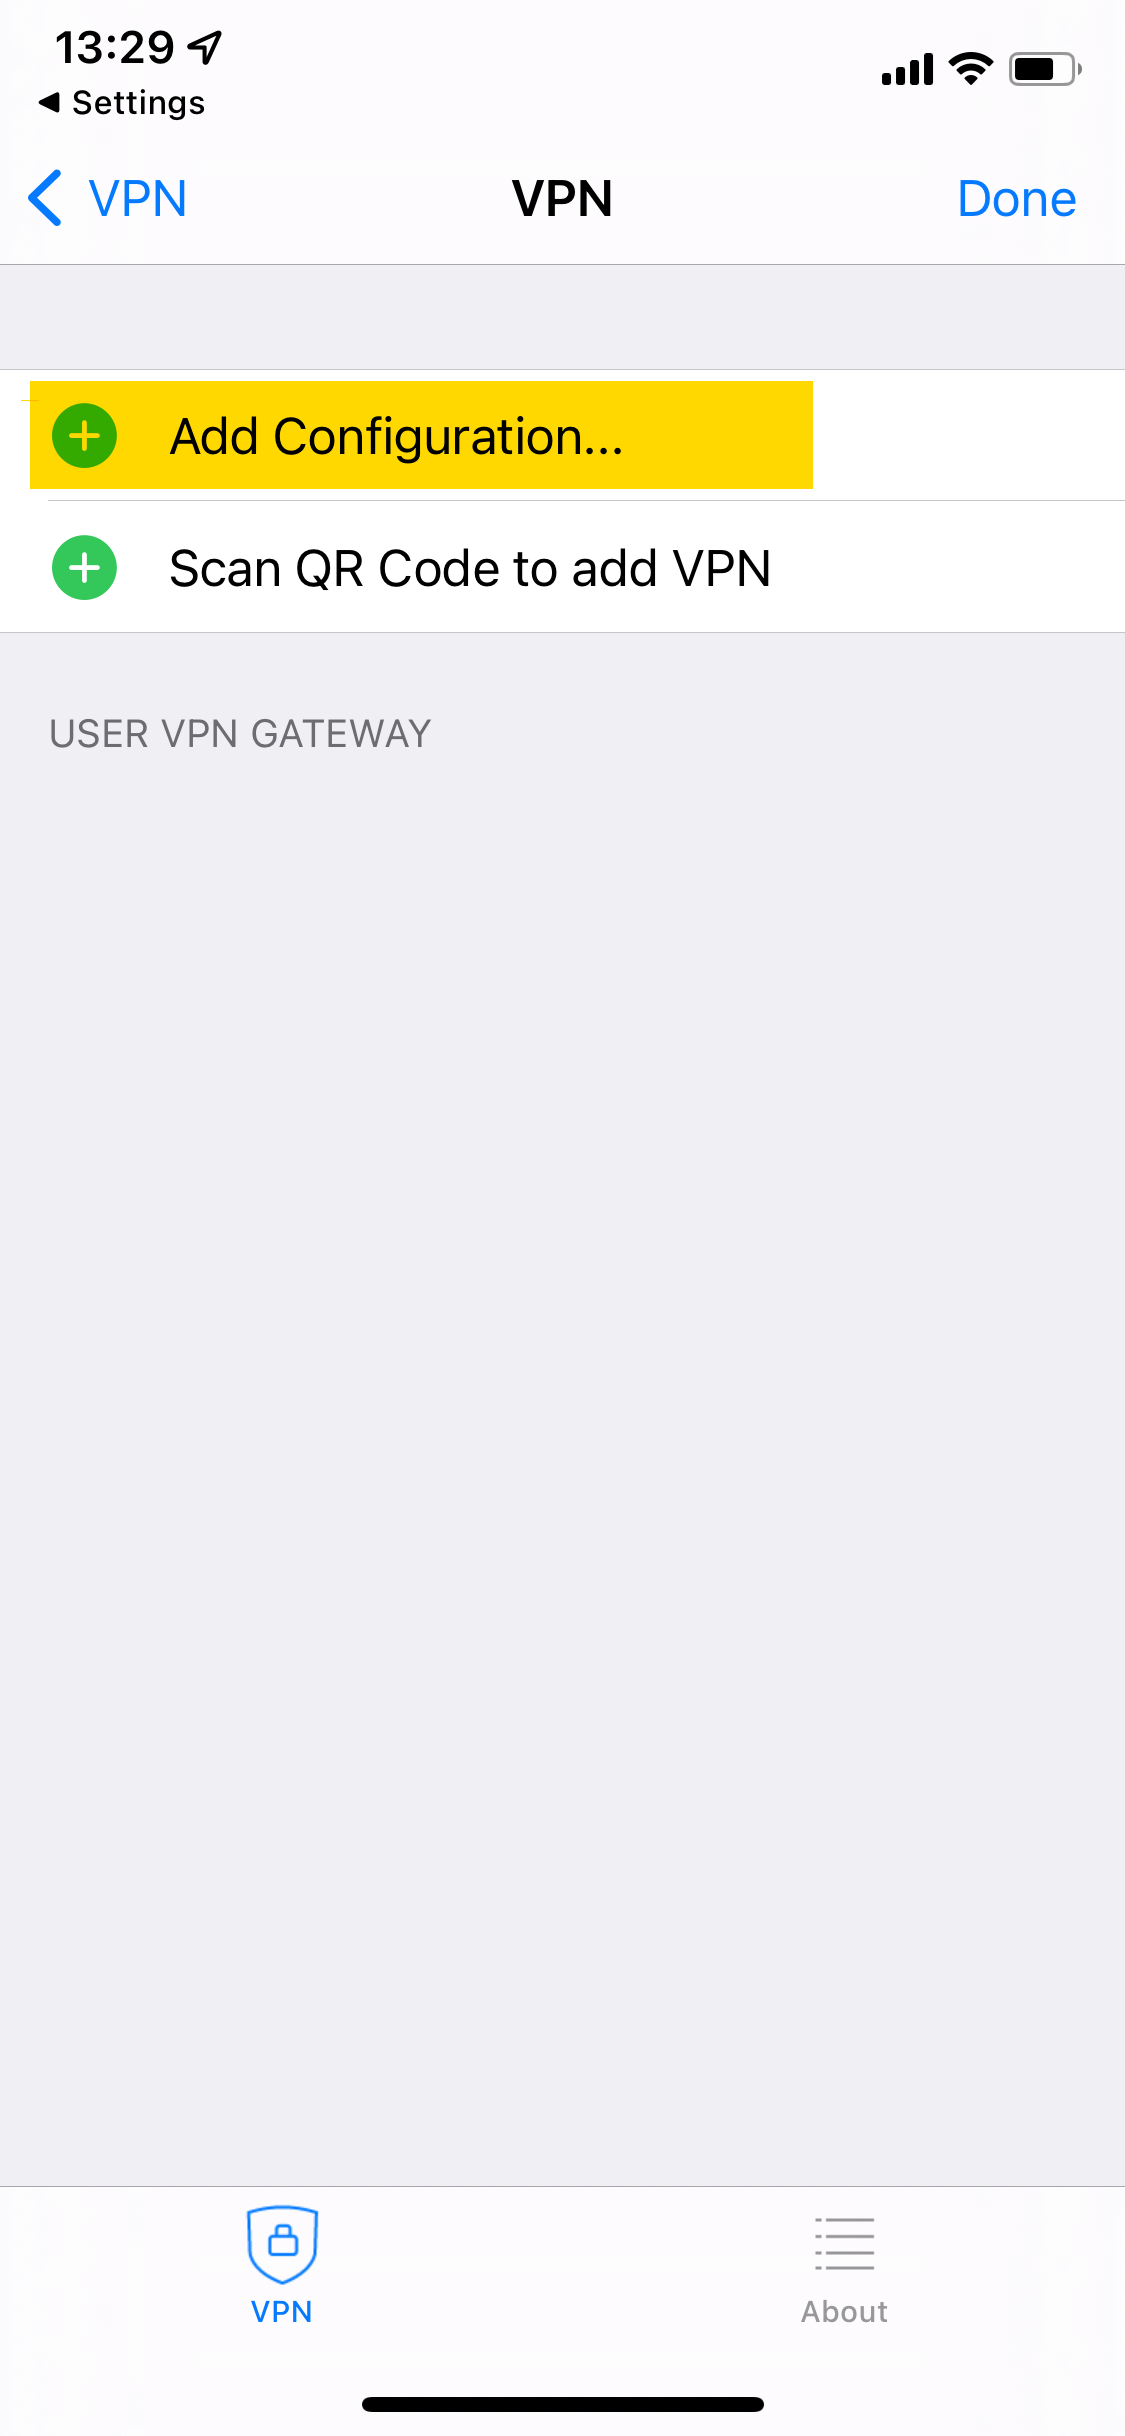 13:29
Settings
VPN
VPN
Done
Add Configuration...
Scan QR Code to add VPN
USER VPN GATEWAY
VPN
About